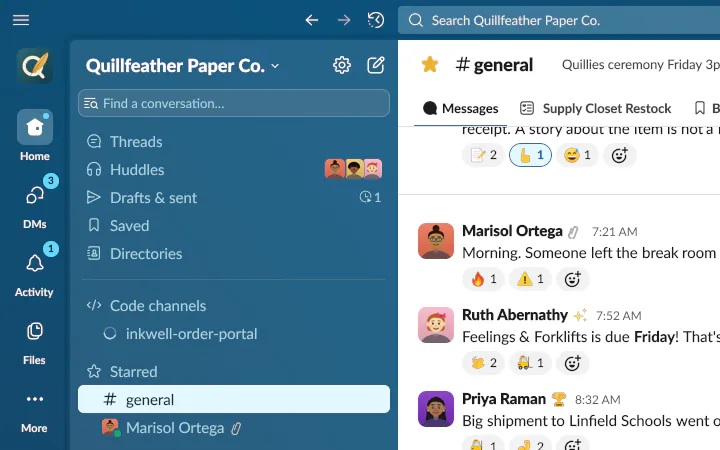 Search Quillfeather Paper Co.
Quillfeather Paper Co.
Find a conversation...
Home
3
DMs
1
Activity
Files
More
Threads
Huddles
Drafts & sent
1
Saved
Directories
Code channels
inkwell-order-portal
Starred
# general
Marisol Ortega
# general
Quillies ceremony Friday 3p
Messages
Supply Closet Restock
B
receipt. A story about the item is not a
2
1
1
Marisol Ortega 7:21 AM
Morning. Someone left the break room
1
1
Ruth Abernathy 7:52 AM
Feelings & Forklifts is due Friday! That's
2
1
Priya Raman 8:32 AM
Big shipment to Linfield Schools went o
1
2